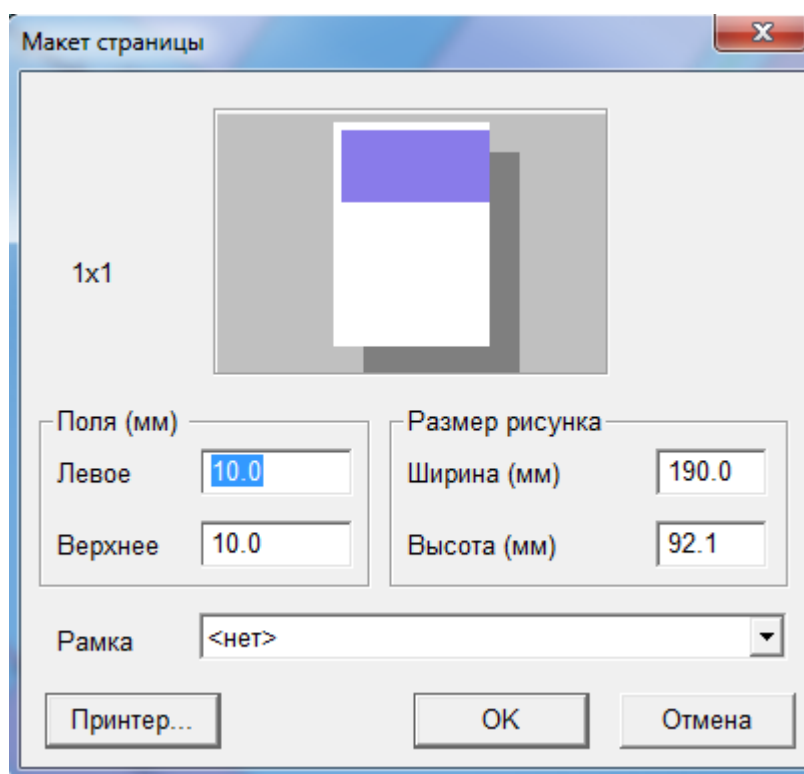 Макет страницы
1x1
Поля (мм)
Левое 10.0
Верхнее 10.0
Размер рисунка
Ширина (мм) 190.0
Высота (мм) 92.1
Рамка <нет>
Принтер... OK Отмена